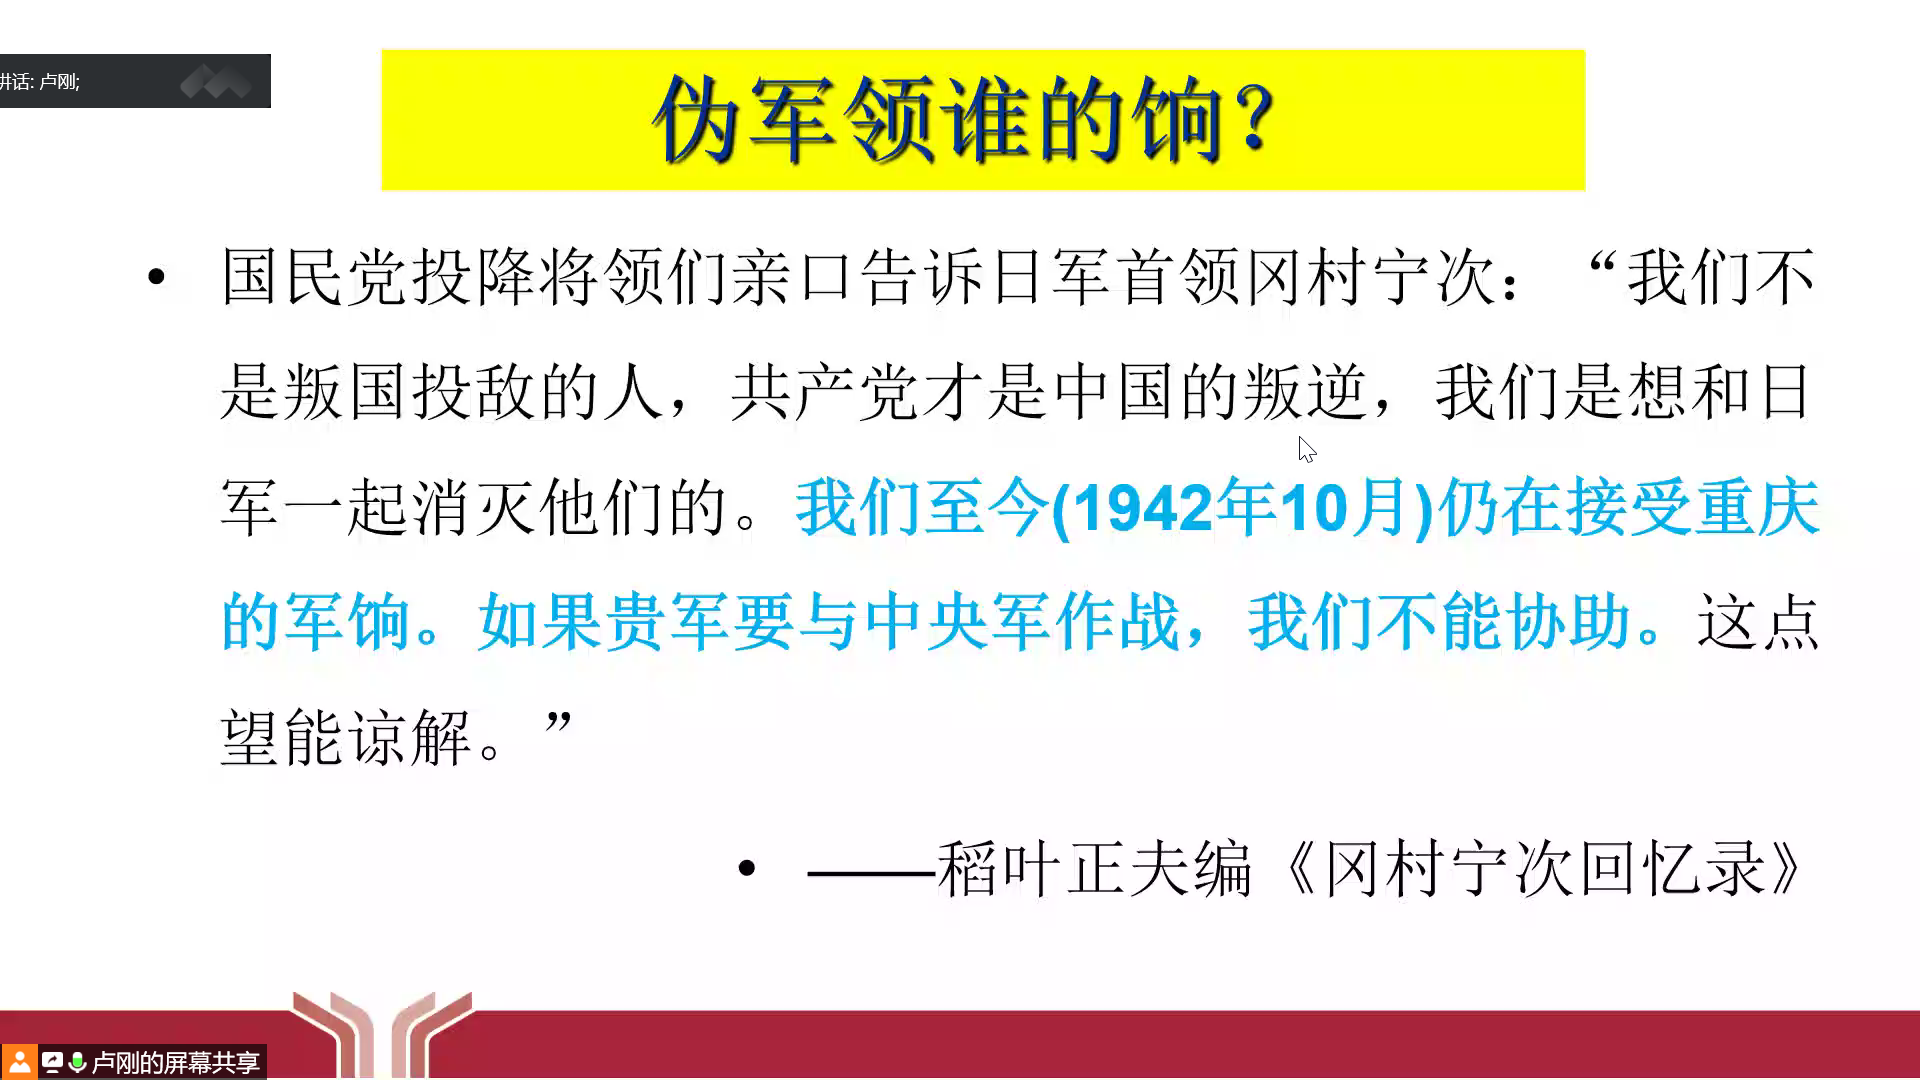 讲话: 卢刚;
伪军领谁的饷？
• 国民党投降将领们亲口告诉日军首领冈村宁次：“我们不
是叛国投敌的人，共产党才是中国的叛逆，我们是想和日
军一起消灭他们的。我们至今(1942年10月)仍在接受重庆
的军饷。如果贵军要与中央军作战，我们不能协助。这点
望能谅解。”
• ——稻叶正夫编《冈村宁次回忆录》
卢刚的屏幕共享